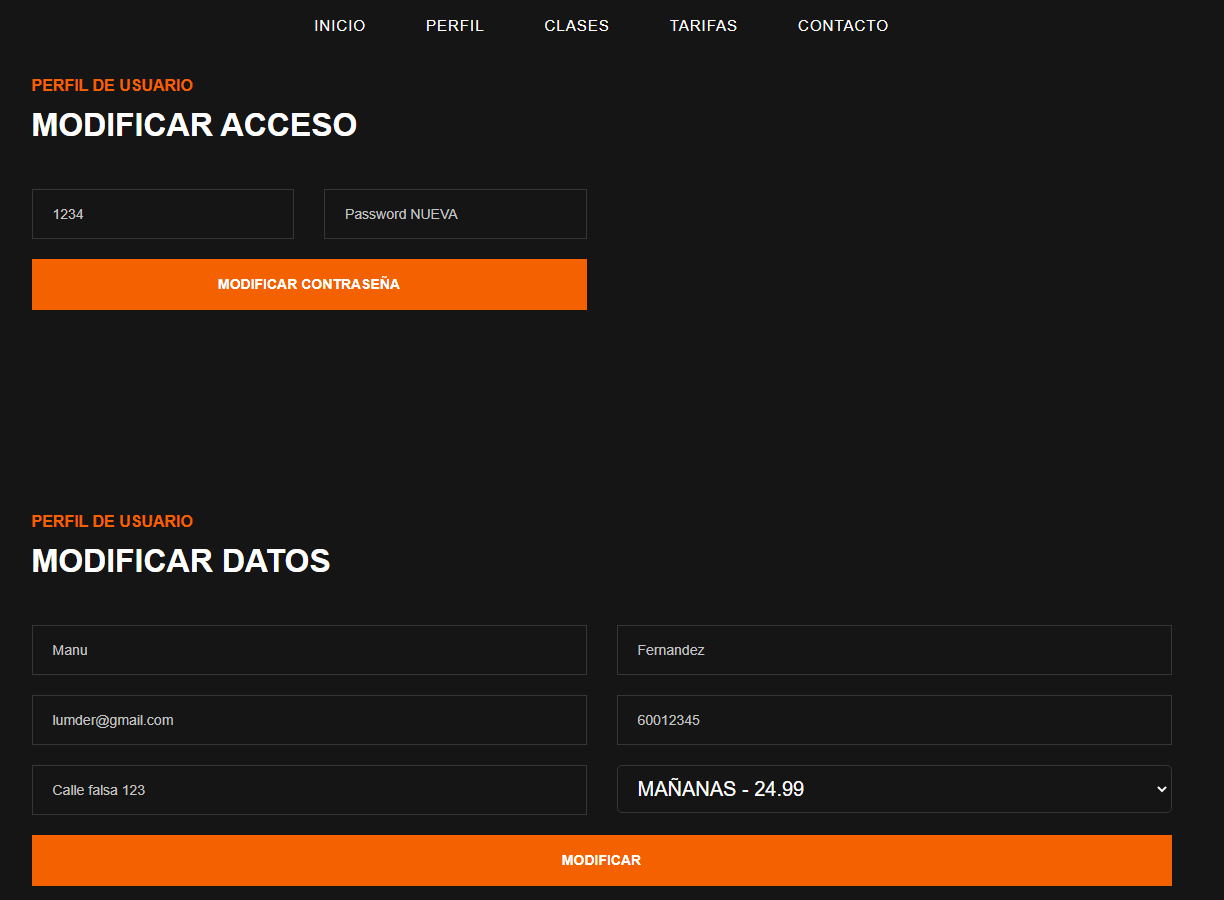 INICIO PERFIL CLASES TARIFAS CONTACTO
PERFIL DE USUARIO
MODIFICAR ACCESO
1234 Password NUEVA
MODIFICAR CONTRASEÑA
PERFIL DE USUARIO
MODIFICAR DATOS
Manu Fernandez
lumder@gmail.com 60012345
Calle falsa 123 MAÑANAS - 24.99
MODIFICAR